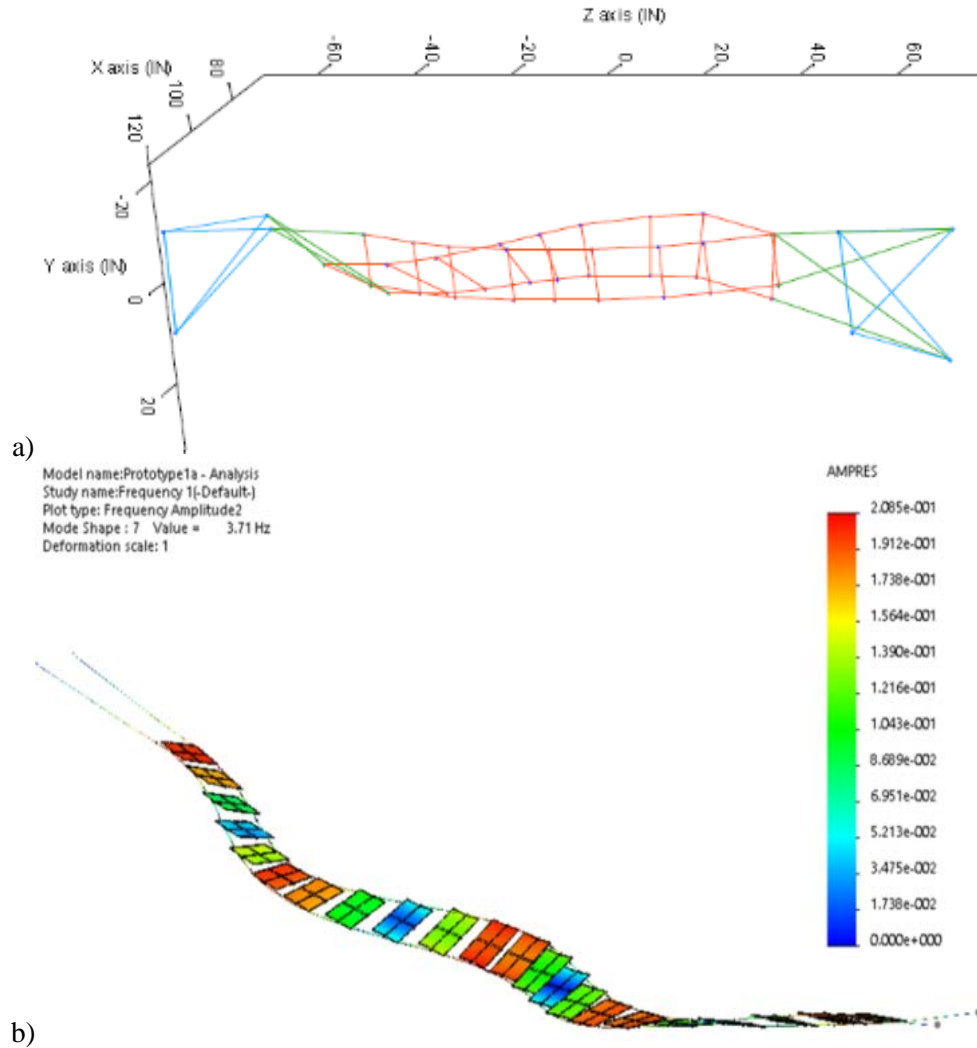 Z axis (IN)
-60
-40
-20
0
20
40
60
X axis (IN)
80
100
120
-20
Y axis (IN)
0
20
a)
Model name:Prototype1a - Analysis
Study name:Frequency 1(-Default-)
Plot type: Frequency Amplitude2
Mode Shape : 7 Value = 3.71 Hz
Deformation scale: 1
AMPRES
2.085e-001
1.912e-001
1.738e-001
1.564e-001
1.390e-001
1.216e-001
1.043e-001
8.689e-002
6.951e-002
5.213e-002
3.475e-002
1.738e-002
0.000e+000
b)